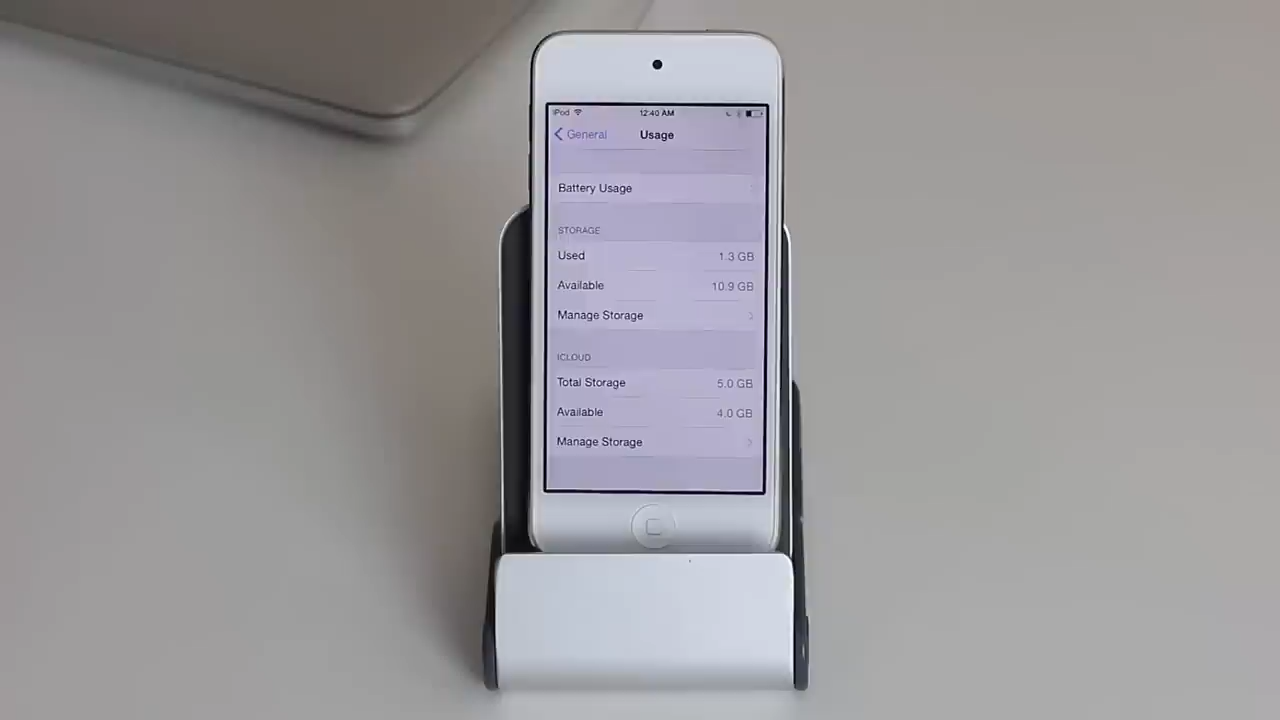 iPod 12:40 AM
General Usage
Battery Usage
STORAGE
Used 1.3 GB
Available 10.9 GB
Manage Storage
ICLOUD
Total Storage 5.0 GB
Available 4.0 GB
Manage Storage